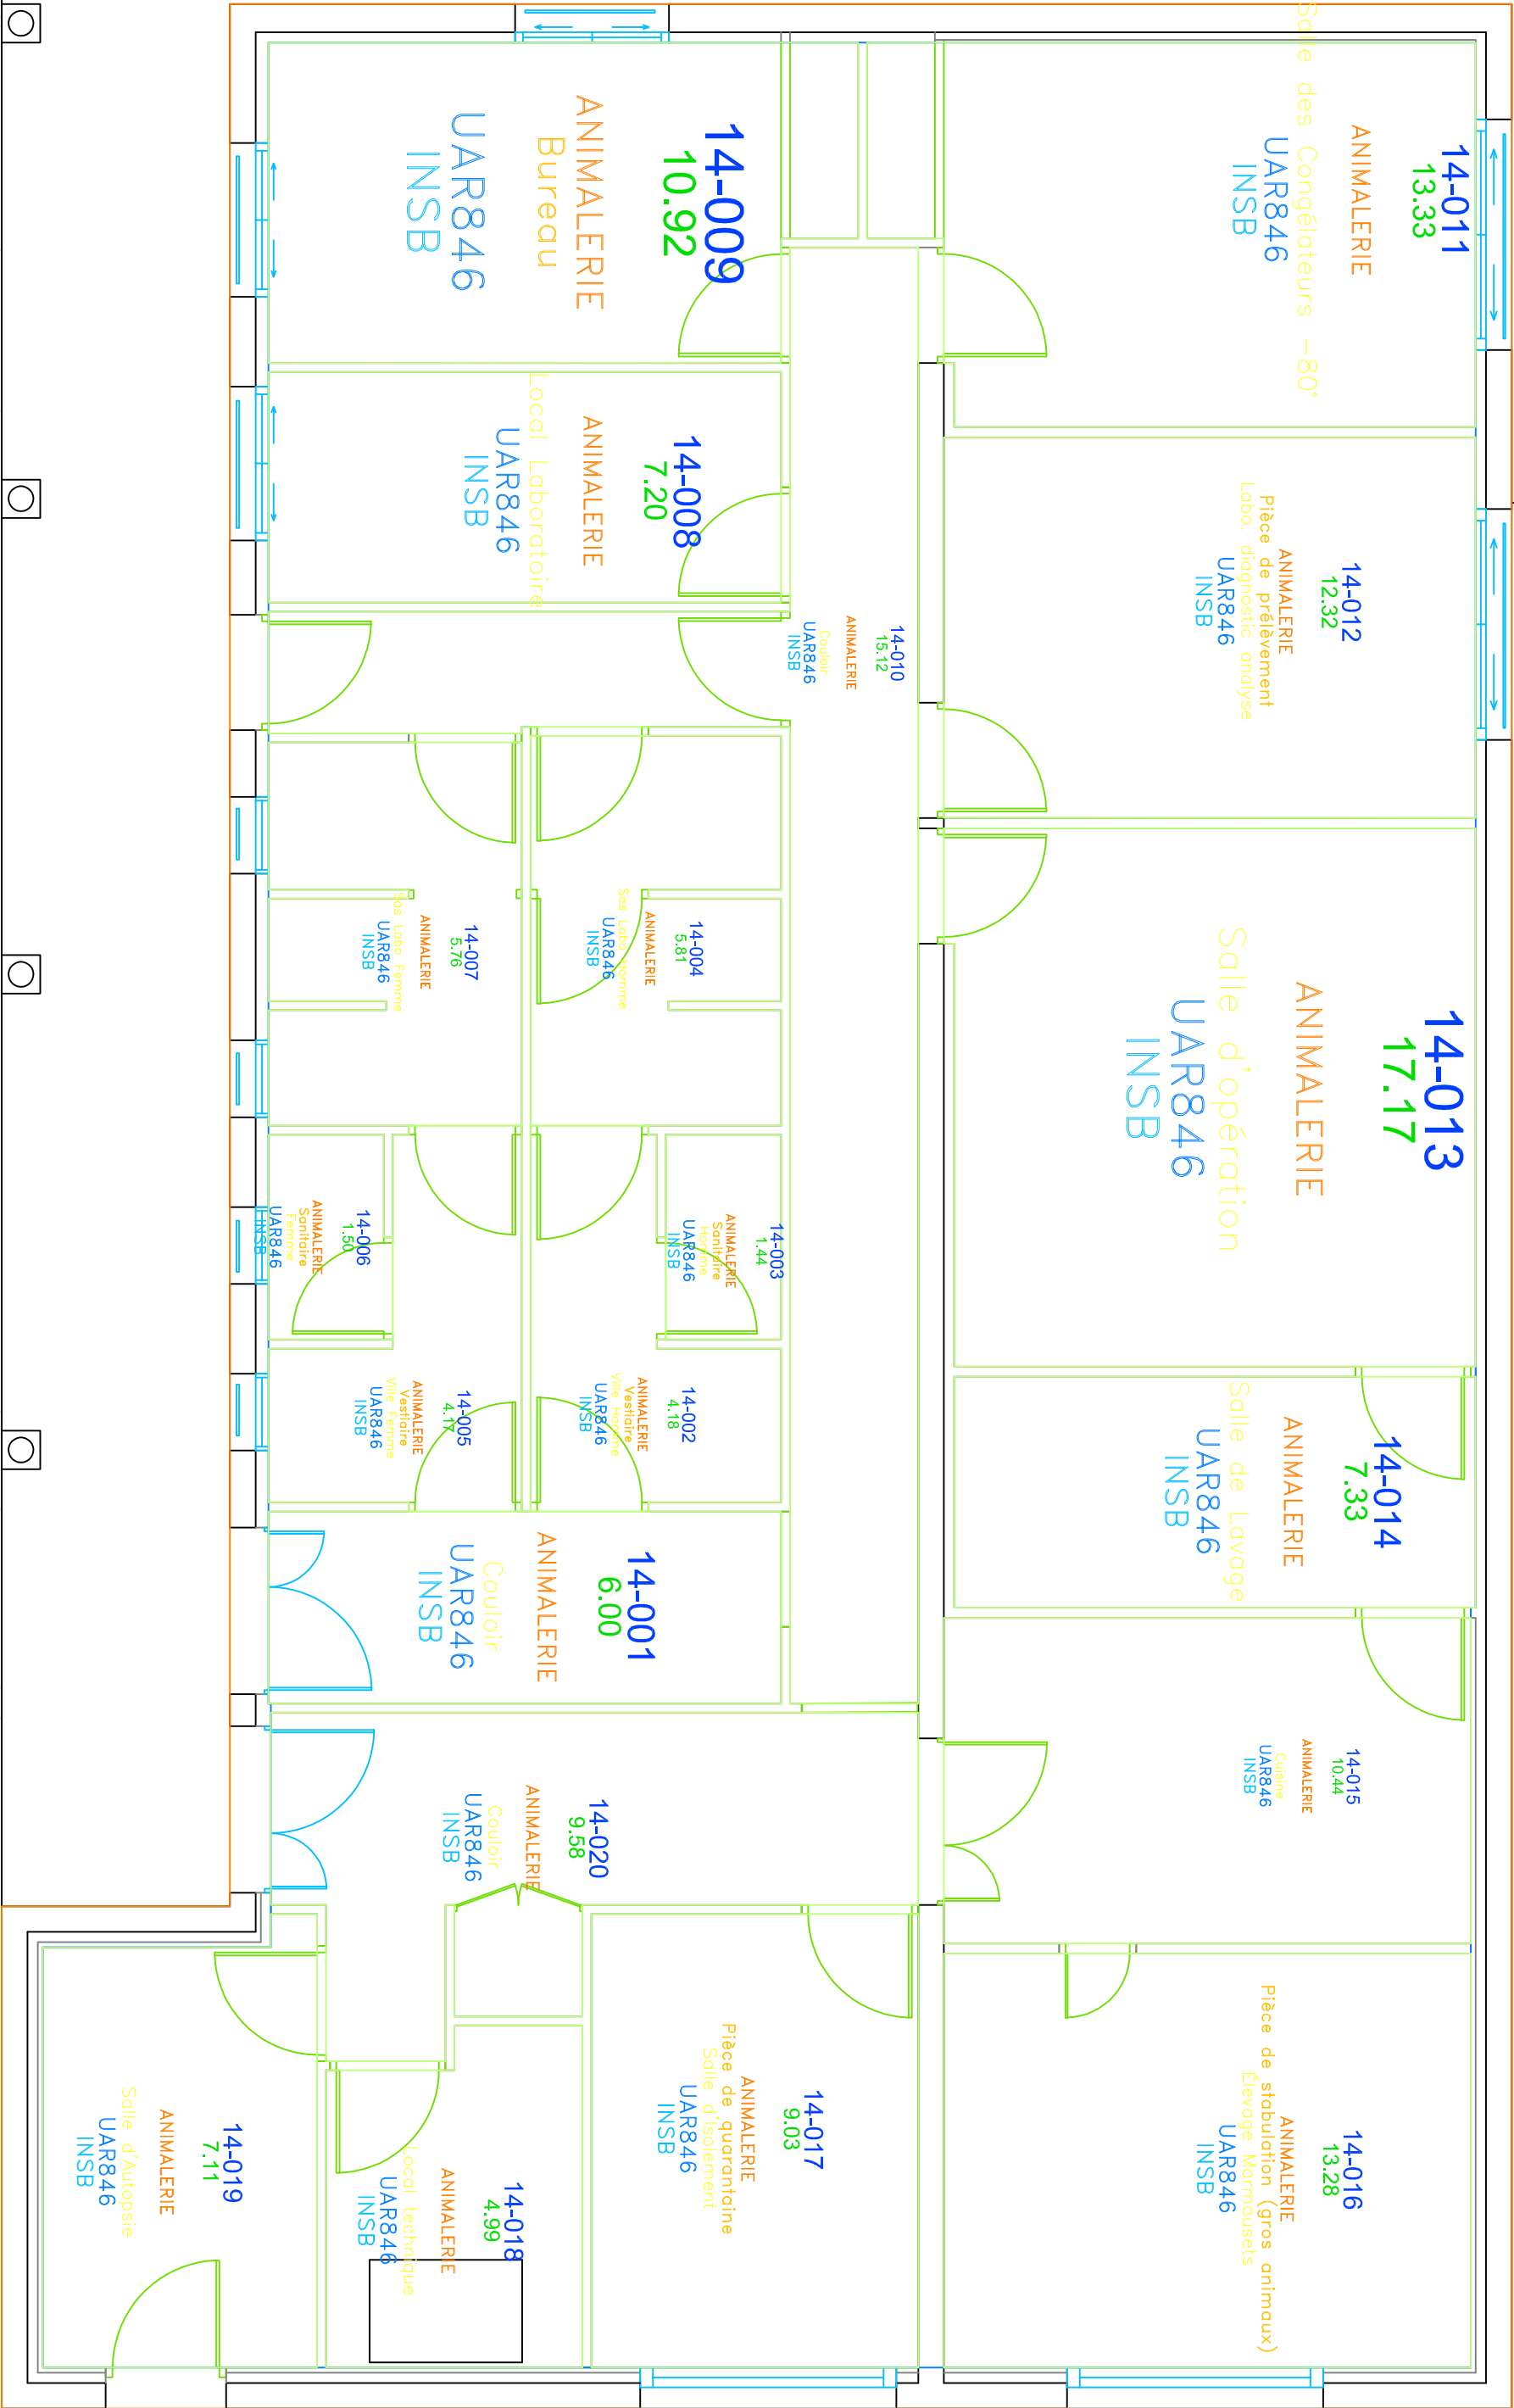 14-011
13.33
ANIMALERIE
Salle des Congélateurs -80°
UAR846
INSB
14-009
10.92
ANIMALERIE
Bureau
UAR846
INSB
14-008
7.20
ANIMALERIE
Local Laboratoire
UAR846
INSB
14-012
12.32
ANIMALERIE
Pièce de prélèvement
Labo. diagnostic analyse
UAR846
INSB
14-010
15.12
ANIMALERIE
Couloir
UAR846
INSB
14-013
17.17
ANIMALERIE
Salle d'opération
UAR846
INSB
14-004
5.81
ANIMALERIE
Sas Labo Homme
UAR846
INSB
14-007
5.76
ANIMALERIE
Sas Labo Femme
UAR846
INSB
14-003
1.44
ANIMALERIE
Sanitaire
Homme
UAR846
INSB
14-006
1.50
ANIMALERIE
Sanitaire
Femme
UAR846
INSB
14-002
4.18
ANIMALERIE
Vestiaire
Ville Homme
UAR846
INSB
14-005
4.17
ANIMALERIE
Vestiaire
Ville Femme
UAR846
INSB
14-014
7.33
ANIMALERIE
Salle de Lavage
UAR846
INSB
14-001
6.00
ANIMALERIE
Couloir
UAR846
INSB
14-015
10.44
ANIMALERIE
Cuisine
UAR846
INSB
14-020
9.58
ANIMALERIE
Couloir
UAR846
INSB
14-016
13.28
ANIMALERIE
Pièce de stabulation (gros animaux)
Elevage Marmousets
UAR846
INSB
14-017
9.03
ANIMALERIE
Pièce de quarantaine
Salle d'isolement
UAR846
INSB
14-018
4.99
ANIMALERIE
Local technique
UAR846
INSB
14-019
7.11
ANIMALERIE
Salle d'Autopsie
UAR846
INSB